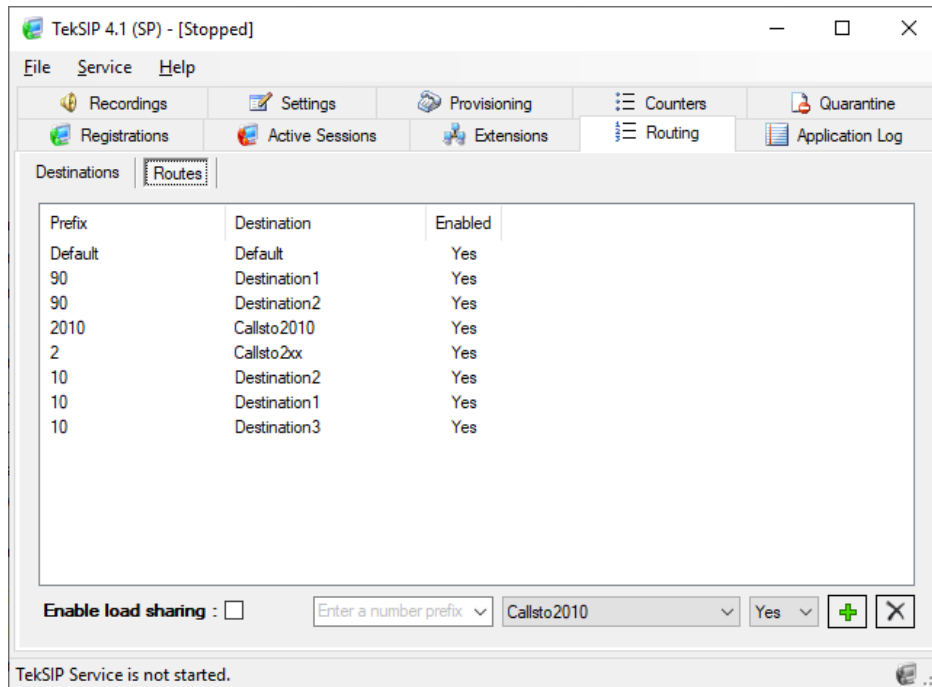 TekSIP 4.1 (SP) - [Stopped]
File Service Help
Recordings Settings Provisioning Counters Quarantine
Registrations Active Sessions Extensions Routing Application Log
Destinations Routes
Prefix Destination Enabled
Default Default Yes
90 Destination1 Yes
90 Destination2 Yes
2010 Callsto2010 Yes
2 Callsto2xx Yes
10 Destination2 Yes
10 Destination1 Yes
10 Destination3 Yes
Enable load sharing : Enter a number prefix Callsto2010 Yes
TekSIP Service is not started.